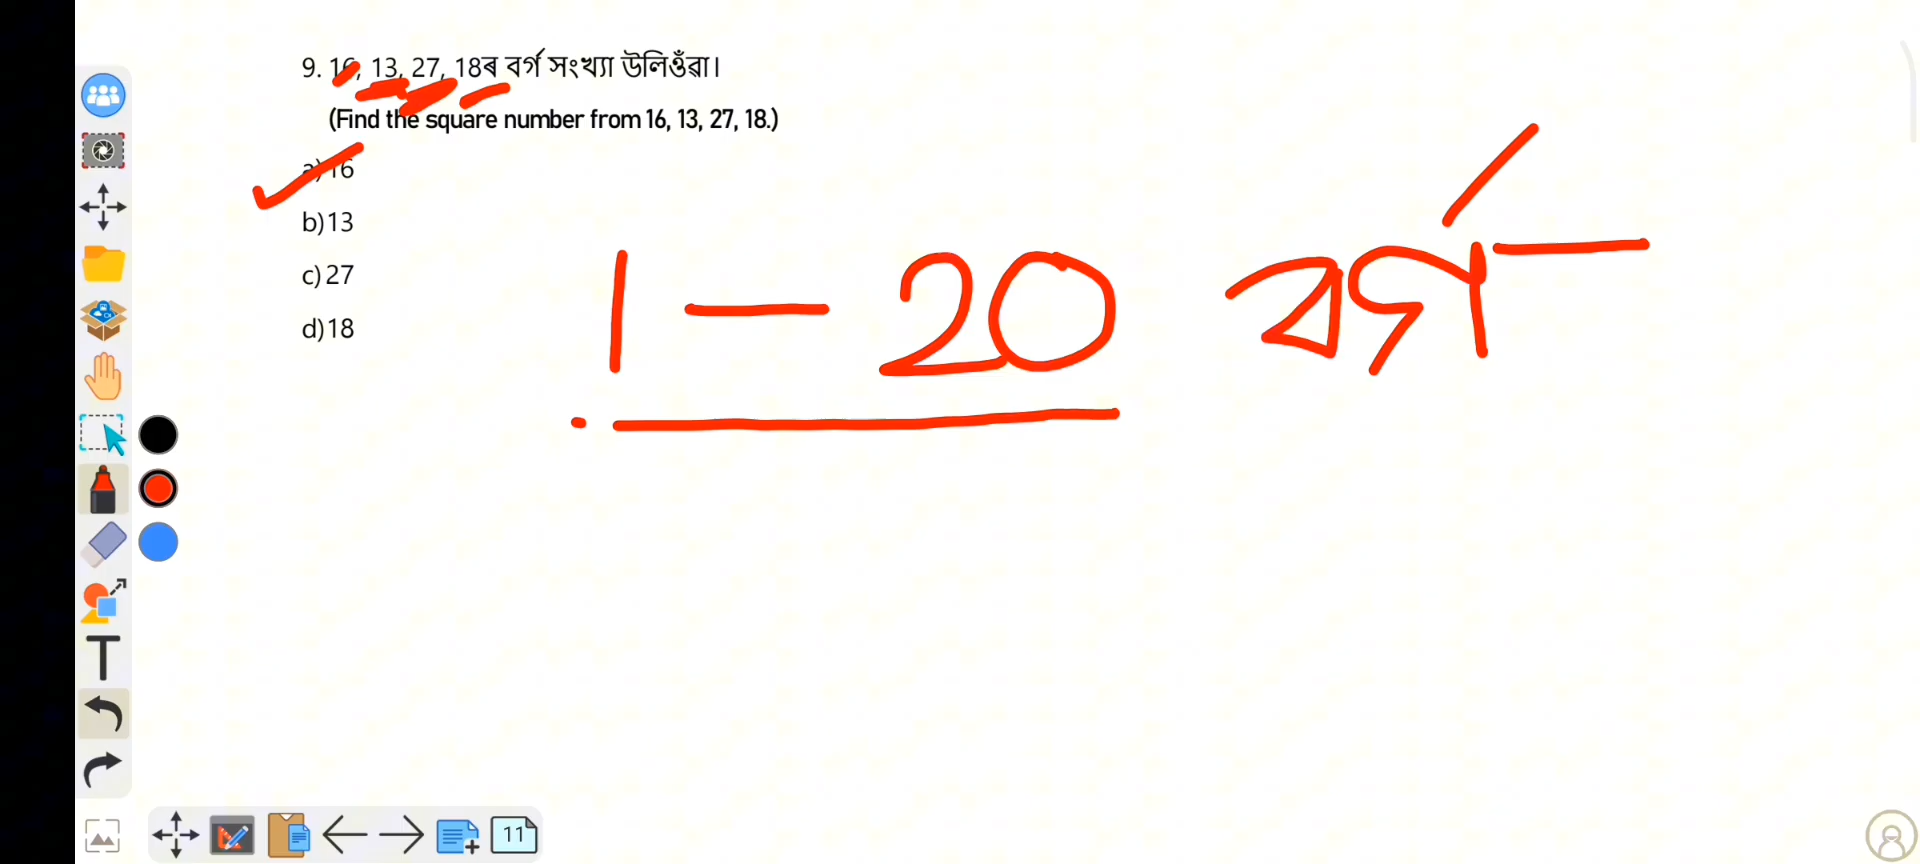 9. 16, 13, 27, 18ৰ বৰ্গ সংখ্যা উলিওঁৱা।
(Find the square number from 16, 13, 27, 18.)
a) 16
b) 13
c) 27
d) 18
1 — 20 বৰ্গ
11